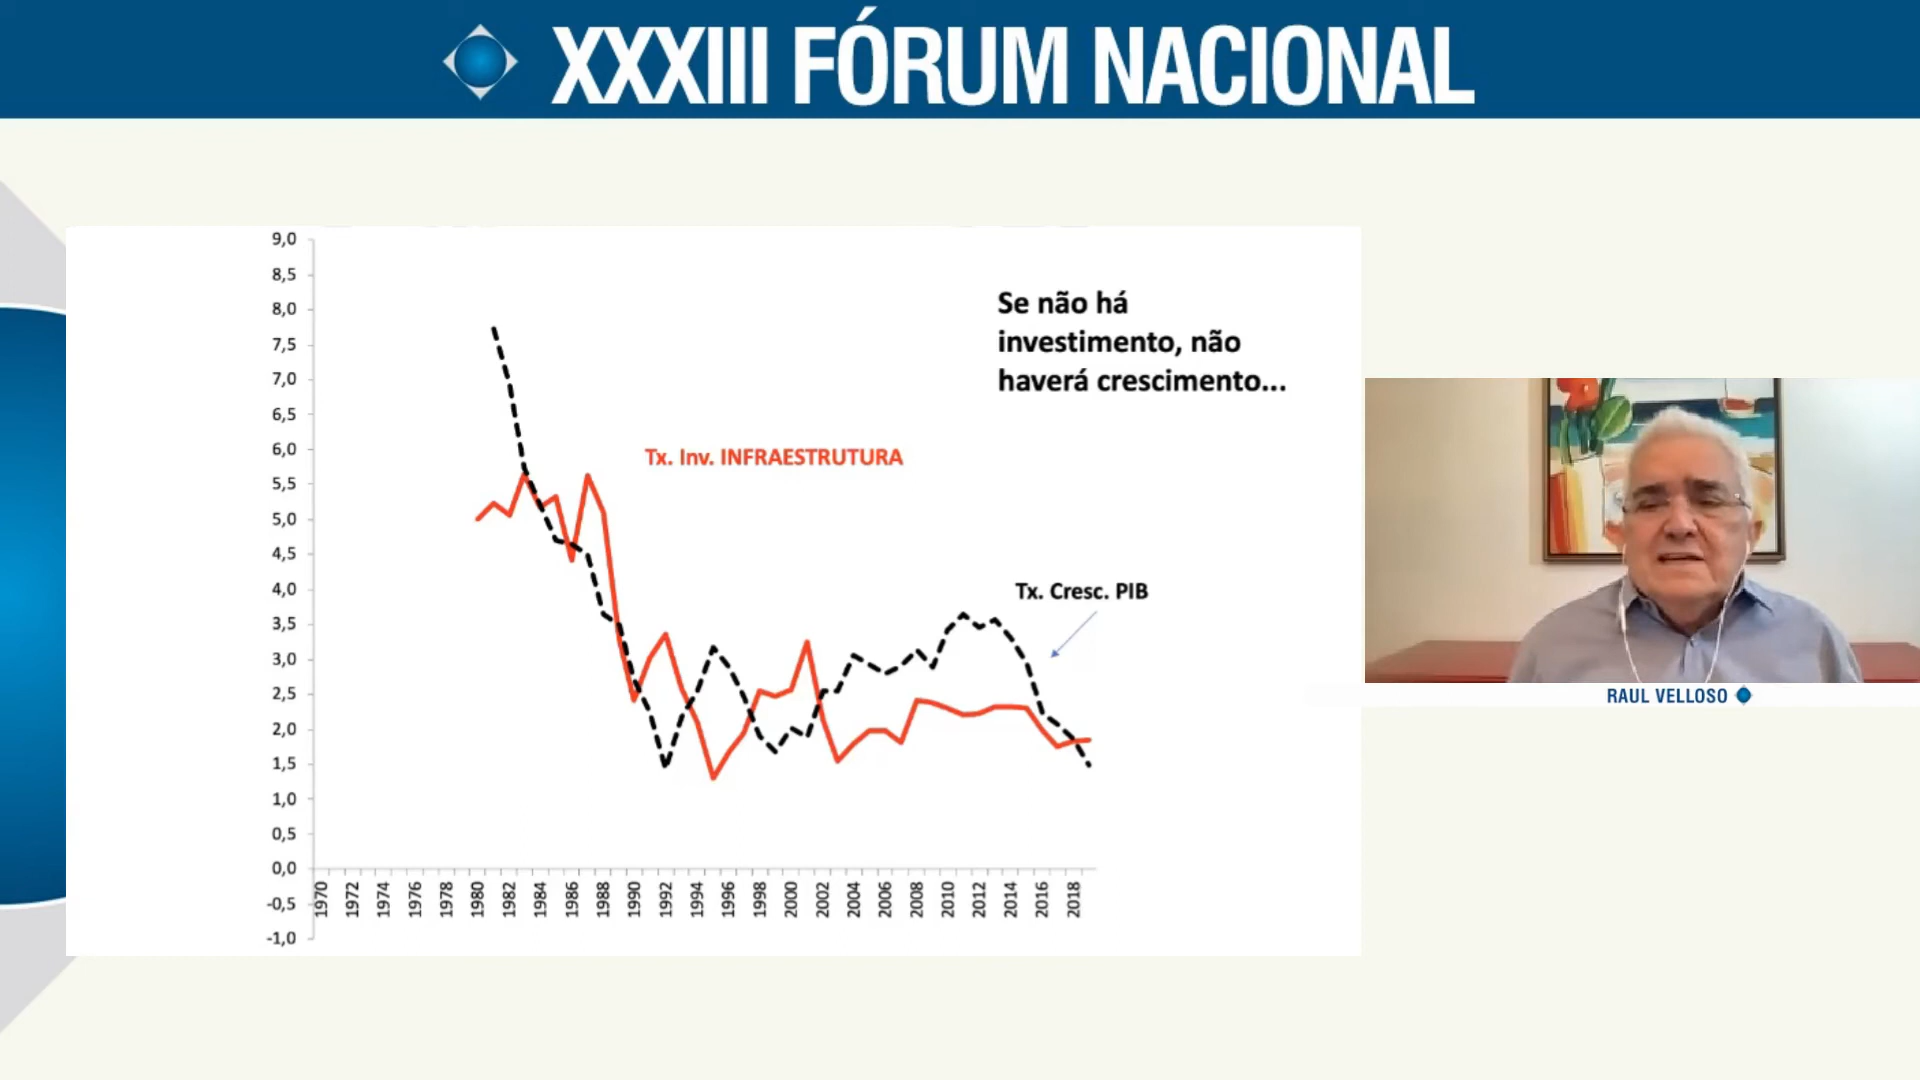 XXXIII FÓRUM NACIONAL
9,0
8,5
8,0
7,5
7,0
6,5
6,0
5,5
5,0
4,5
4,0
3,5
3,0
2,5
2,0
1,5
1,0
0,5
0,0
-0,5
-1,0
Se não há
investimento, não
haverá crescimento...
Tx. Inv. INFRAESTRUTURA
Tx. Cresc. PIB
1970 1972 1974 1976 1978 1980 1982 1984 1986 1988 1990 1992 1994 1996 1998 2000 2002 2004 2006 2008 2010 2012 2014 2016 2018
RAUL VELLOSO